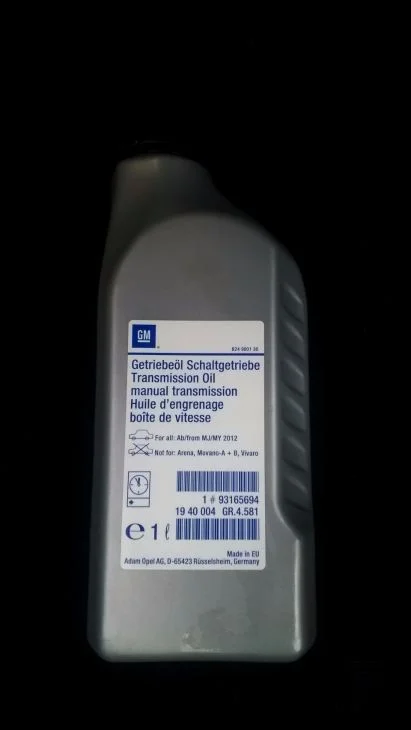 GM
Getriebeöl Schaltgetriebe
Transmission Oil
manual transmission
Huile d'engrenage
boîte de vitesse
For all: Ab/from MJ/MY 2012
Not for: Arena, Movano-A + B, Vivaro
1 # 93165694
19 40 004 GR.4.581
e 1 ℓ
Made in EU
Adam Opel AG, D-65423 Rüsselsheim, Germany